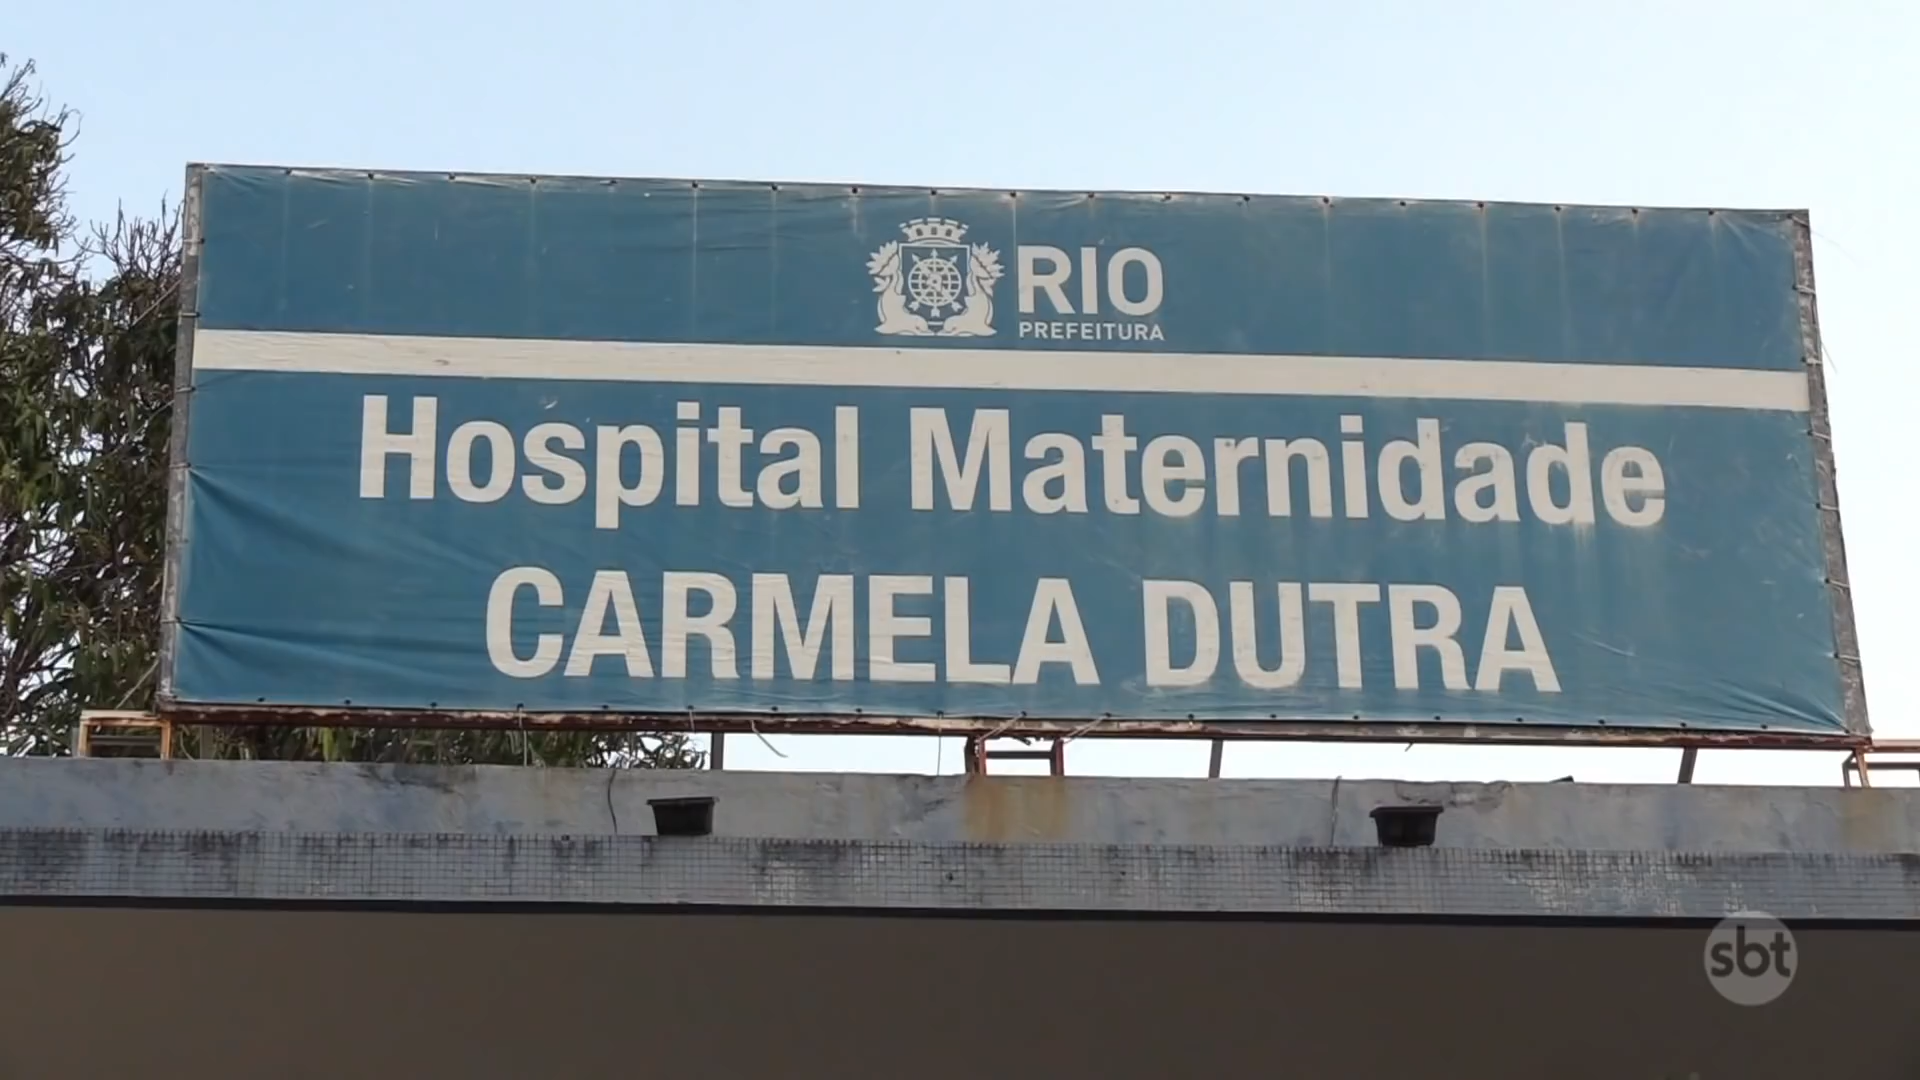 RIO
PREFEITURA
Hospital Maternidade
CARMELA DUTRA
sbt